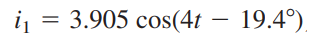 i₁ = 3.905 cos(4t − 19.4°)